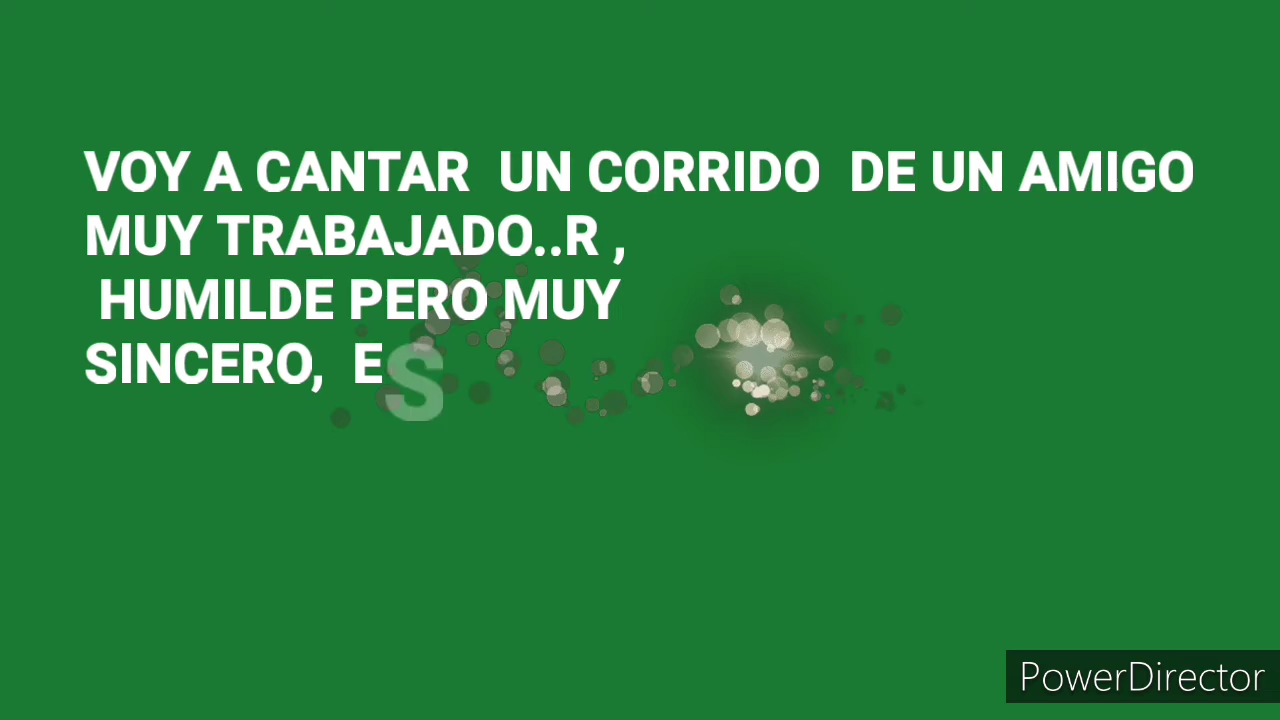 VOY A CANTAR  UN CORRIDO  DE UN AMIGO
MUY TRABAJADO..R ,
HUMILDE PERO MUY
SINCERO,  ES
PowerDirector